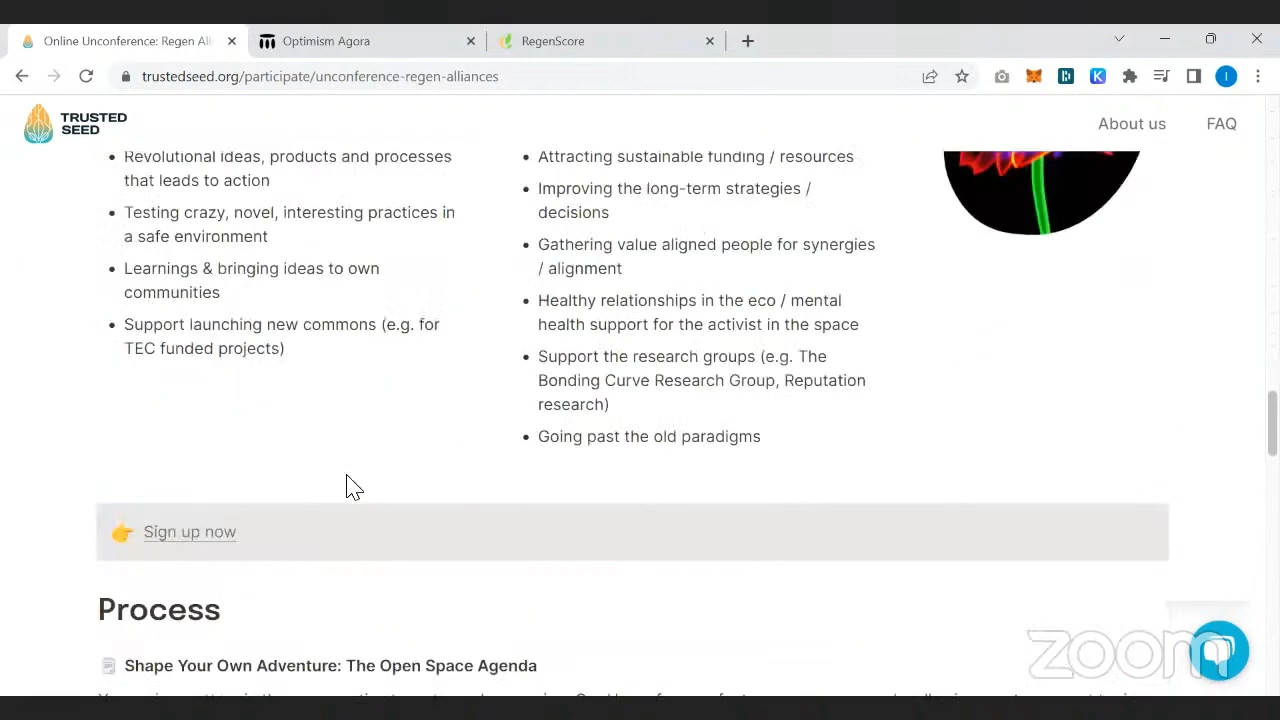 Online Unconference: Regen Alli
Optimism Agora
RegenScore
trustedseed.org/participate/unconference-regen-alliances
I
TRUSTED
SEED
About us
FAQ
Revolutional ideas, products and processes
that leads to action
Testing crazy, novel, interesting practices in
a safe environment
Learnings & bringing ideas to own
communities
Support launching new commons (e.g. for
TEC funded projects)
Attracting sustainable funding / resources
Improving the long-term strategies /
decisions
Gathering value aligned people for synergies
/ alignment
Healthy relationships in the eco / mental
health support for the activist in the space
Support the research groups (e.g. The
Bonding Curve Research Group, Reputation
research)
Going past the old paradigms
Sign up now
Process
Shape Your Own Adventure: The Open Space Agenda
zoom